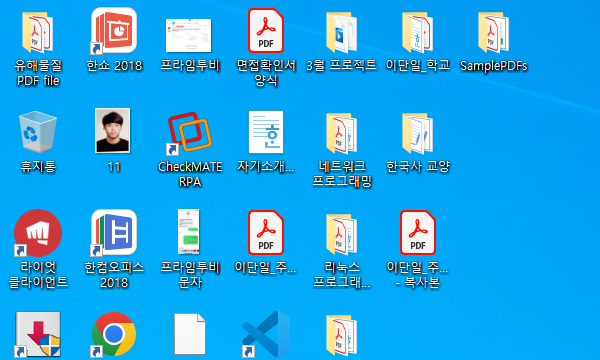 유해물질
PDF file
한쇼 2018
프라임투비
PDF
면접확인서
양식
3월 프로젝트
이단일_학교
SamplePDFs
휴지통
11
CheckMATE
RPA
자기소개...
네트워크
프로그래밍
한국사 교양
라이엇
클라이언트
한컴오피스
2018
프라임투비
문자
PDF
이단일_주...
리눅스
프로그래...
PDF
이단일_주...
- 복사본